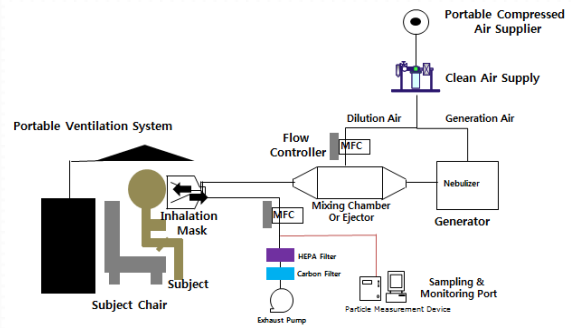 Portable Compressed
Air Supplier
Clean Air Supply
Dilution Air
Generation Air
Portable Ventilation System
Flow
Controller
MFC
Nebulizer
Mixing Chamber
Or Ejector
Generator
Inhalation
Mask
MFC
HEPA Filter
Carbon Filter
Subject
Sampling &
Monitoring Port
Subject Chair
Particle Measurement Device
Exhaust Pump